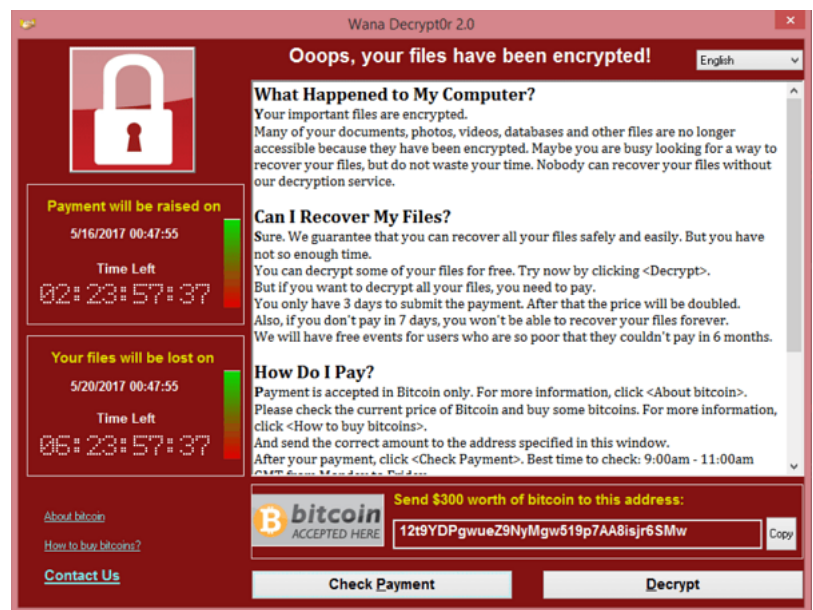 Wana Decrypt0r 2.0
Ooops, your files have been encrypted!
English
What Happened to My Computer?
Your important files are encrypted.
Many of your documents, photos, videos, databases and other files are no longer
accessible because they have been encrypted. Maybe you are busy looking for a way to
recover your files, but do not waste your time. Nobody can recover your files without
our decryption service.
Can I Recover My Files?
Sure. We guarantee that you can recover all your files safely and easily. But you have
not so enough time.
You can decrypt some of your files for free. Try now by clicking <Decrypt>.
But if you want to decrypt all your files, you need to pay.
You only have 3 days to submit the payment. After that the price will be doubled.
Also, if you don't pay in 7 days, you won't be able to recover your files forever.
We will have free events for users who are so poor that they couldn't pay in 6 months.
How Do I Pay?
Payment is accepted in Bitcoin only. For more information, click <About bitcoin>.
Please check the current price of Bitcoin and buy some bitcoins. For more information,
click <How to buy bitcoins>.
And send the correct amount to the address specified in this window.
After your payment, click <Check Payment>. Best time to check: 9:00am - 11:00am
GMT from Monday to Friday
Payment will be raised on
5/16/2017 00:47:55
Time Left
02:23:57:37
Your files will be lost on
5/20/2017 00:47:55
Time Left
06:23:57:37
About bitcoin
How to buy bitcoins?
Contact Us
bitcoin
ACCEPTED HERE
Send $300 worth of bitcoin to this address:
12t9YDPgwueZ9NyMgw519p7AA8isjr6SMw
Copy
Check Payment
Decrypt